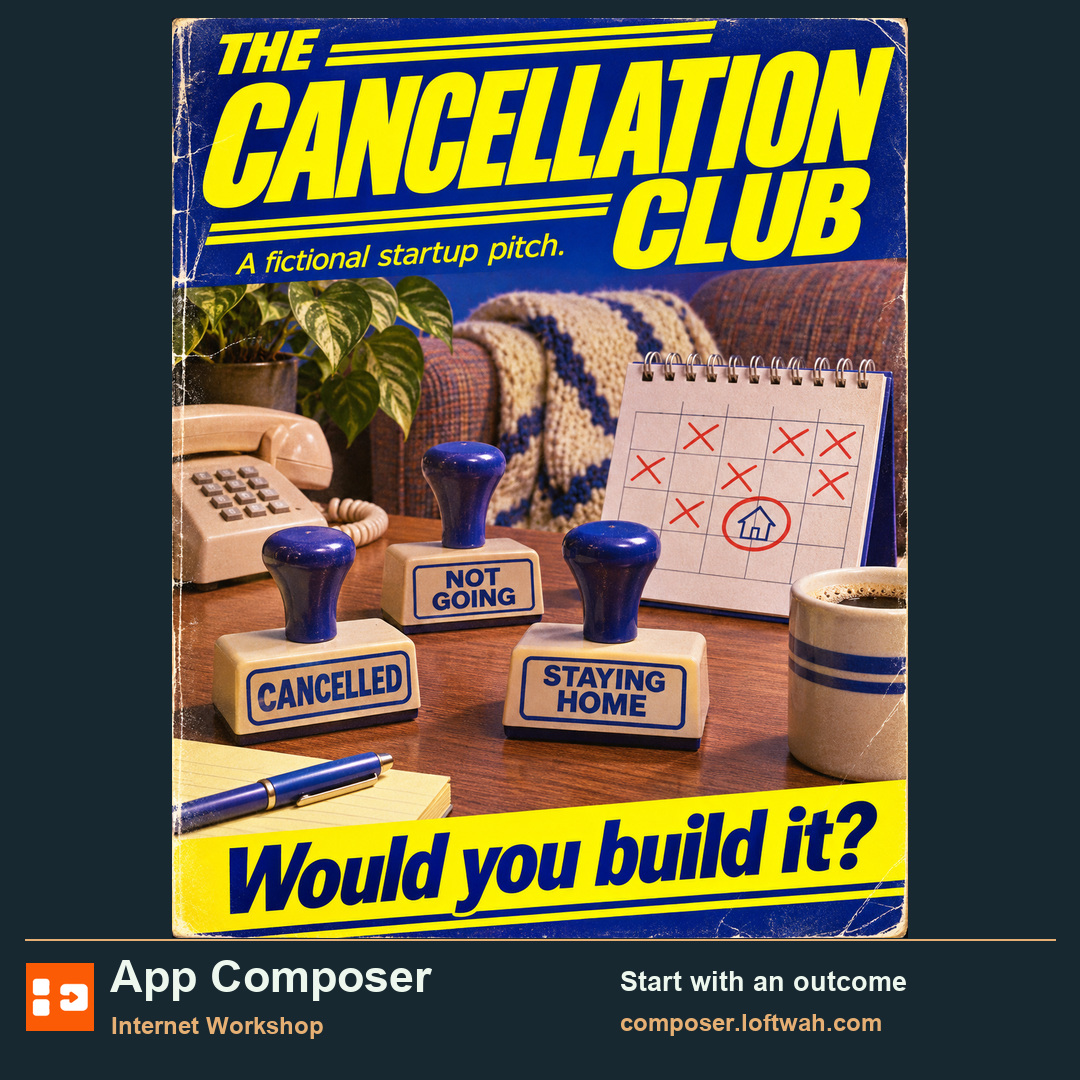 THE
CANCELLATION
CLUB
A fictional startup pitch.
NOT
GOING
CANCELLED
STAYING
HOME
Would you build it?
App Composer
Internet Workshop
Start with an outcome
composer.loftwah.com